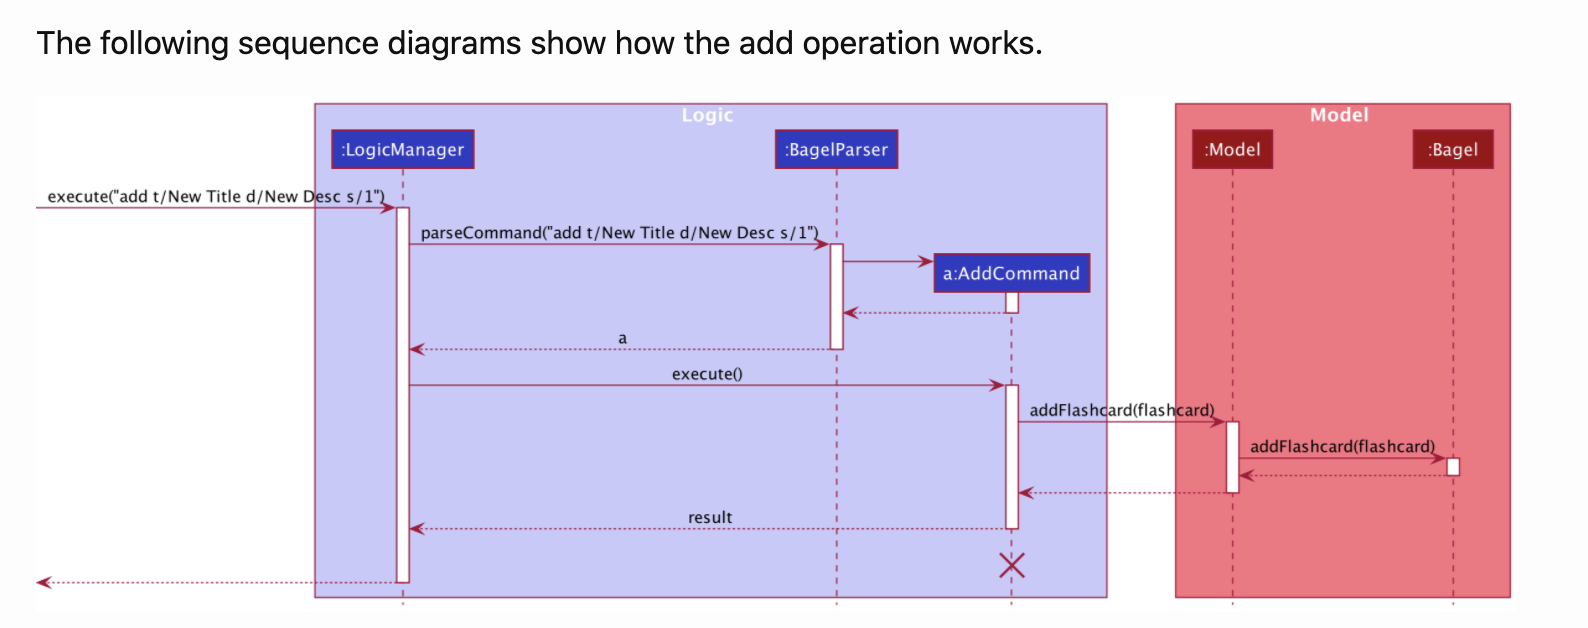 The following sequence diagrams show how the add operation works.
Logic
Model
:LogicManager
:BagelParser
:Model
:Bagel
execute("add t/New Title d/New Desc s/1")
parseCommand("add t/New Title d/New Desc s/1")
a:AddCommand
a
execute()
addFlashcard(flashcard)
addFlashcard(flashcard)
result